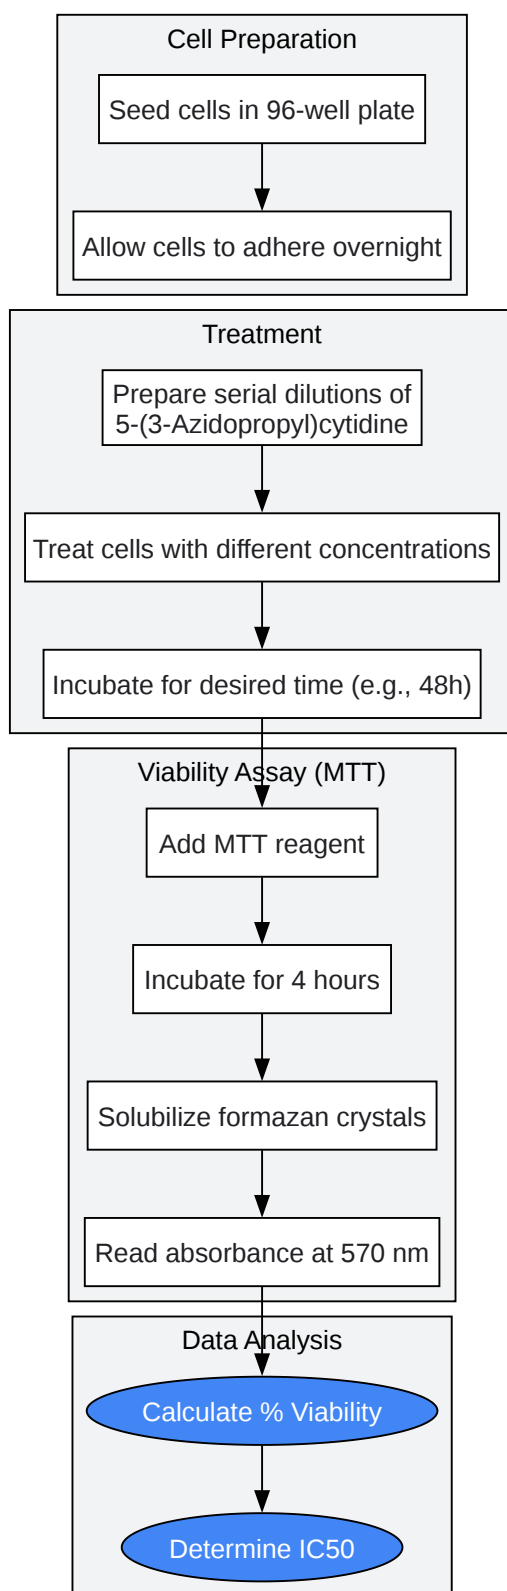 Cell Preparation
Seed cells in 96-well plate
Allow cells to adhere overnight
Treatment
Prepare serial dilutions of
5-(3-Azidopropyl)cytidine
Treat cells with different concentrations
Incubate for desired time (e.g., 48h)
Viability Assay (MTT)
Add MTT reagent
Incubate for 4 hours
Solubilize formazan crystals
Read absorbance at 570 nm
Data Analysis
Calculate % Viability
Determine IC50